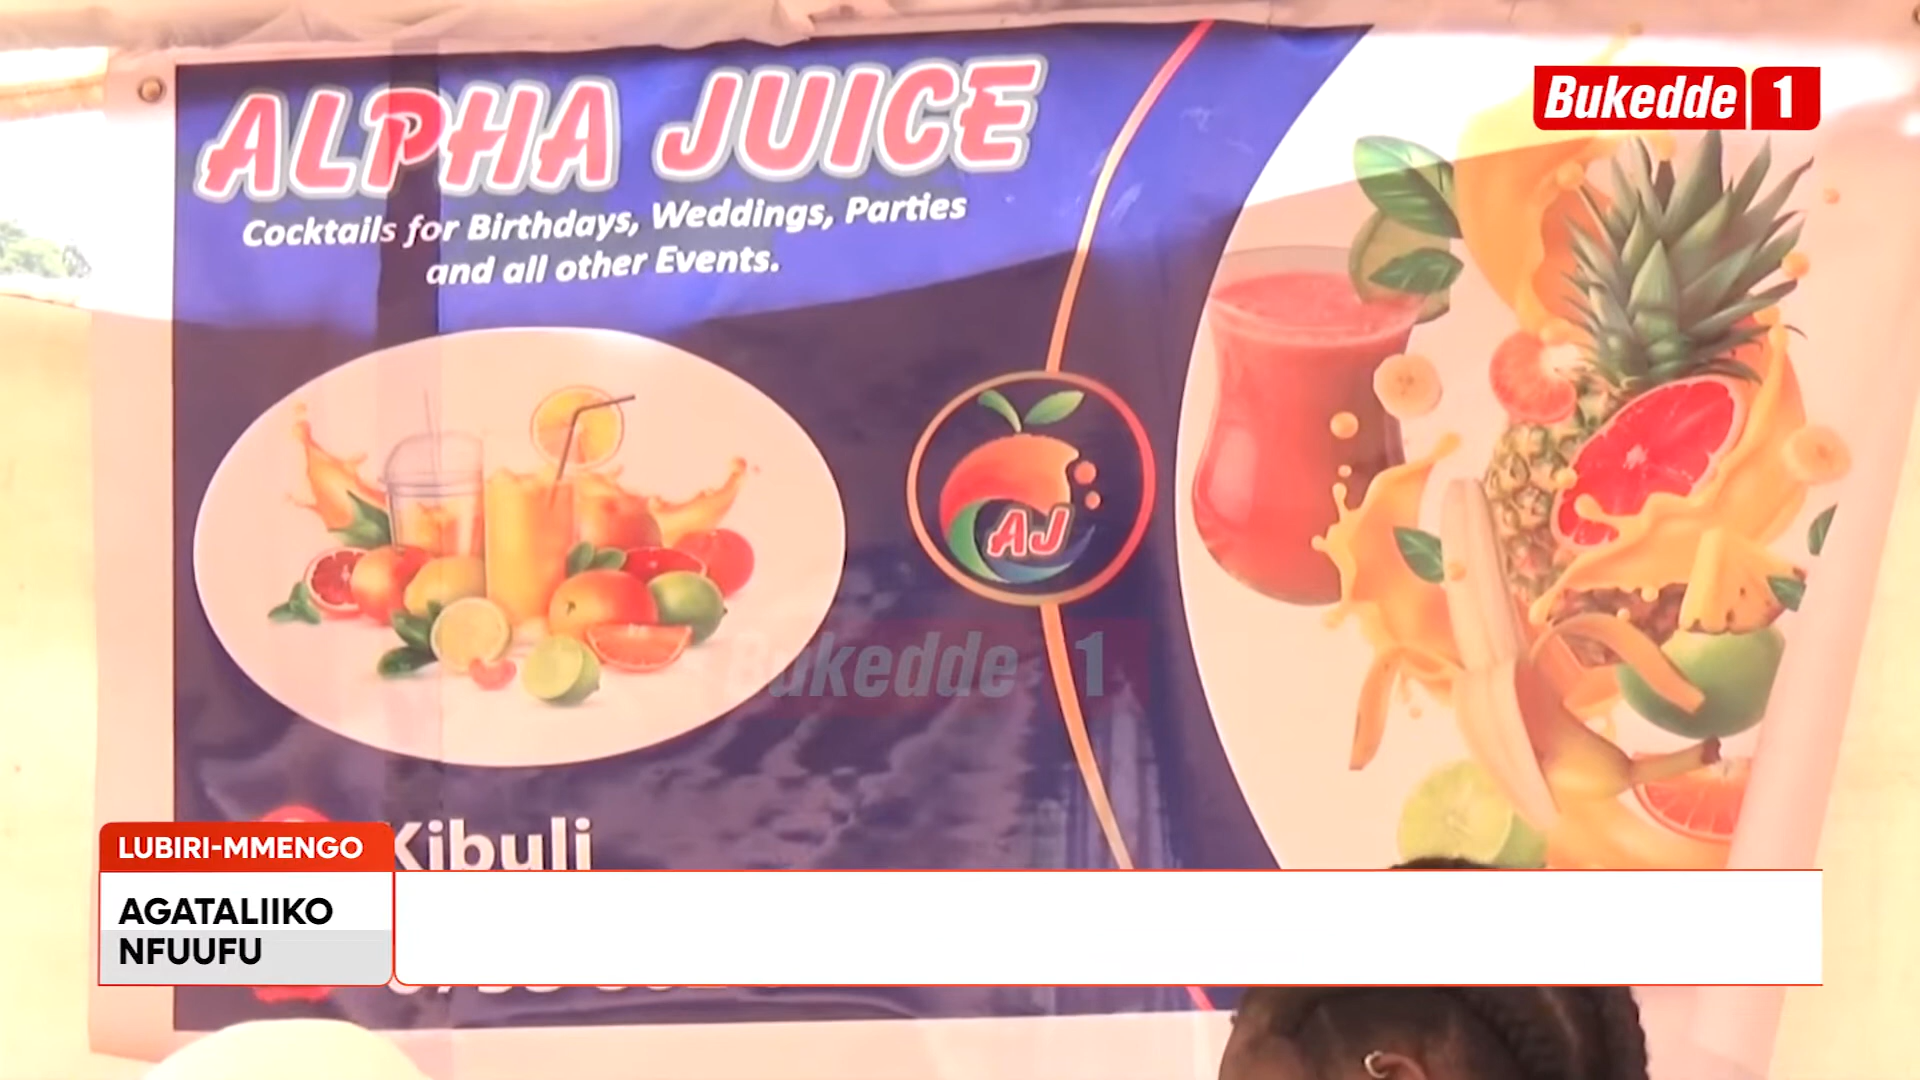 ALPHA JUICE
Cocktails for Birthdays, Weddings, Parties
and all other Events.
Bukedde 1
AJ
Bukedde 1
Kibuli
LUBIRI-MMENGO
AGATALIIKO
NFUUFU